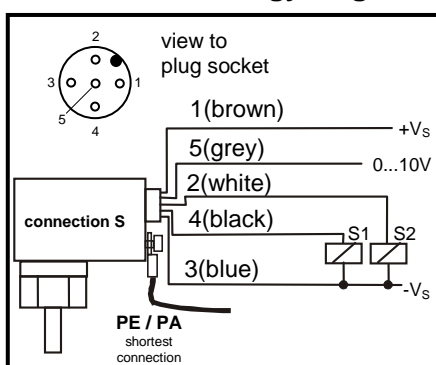 2
view to
plug socket
3
1
5
4
1(brown)
+VS
5(grey)
0...10V
2(white)
connection S
4(black)
S1
S2
3(blue)
-VS
PE / PA
shortest
connection